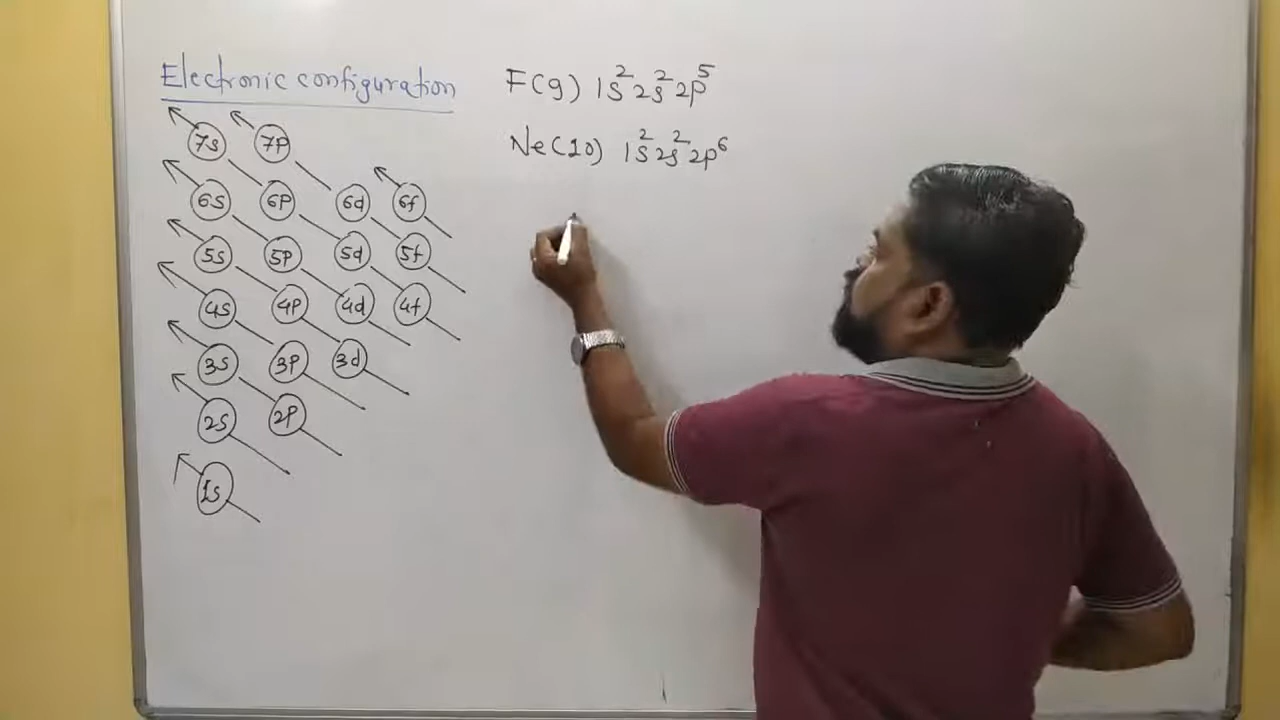 Electronic configuration
7s 7p
6s 6p 6d 6f
5s 5p 5d 5f
4s 4p 4d 4f
3s 3p 3d
2s 2p
1s
F(9) 1s² 2s² 2p⁵
Ne(10) 1s² 2s² 2p⁶